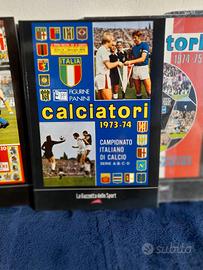 ITALIA
FIGURINE
PANINI
calciatori
1973-74
CAMPIONATO
ITALIANO
DI CALCIO
SERIE A-B-C-D
La Gazzetta dello Sport
tori
1974/75
subito